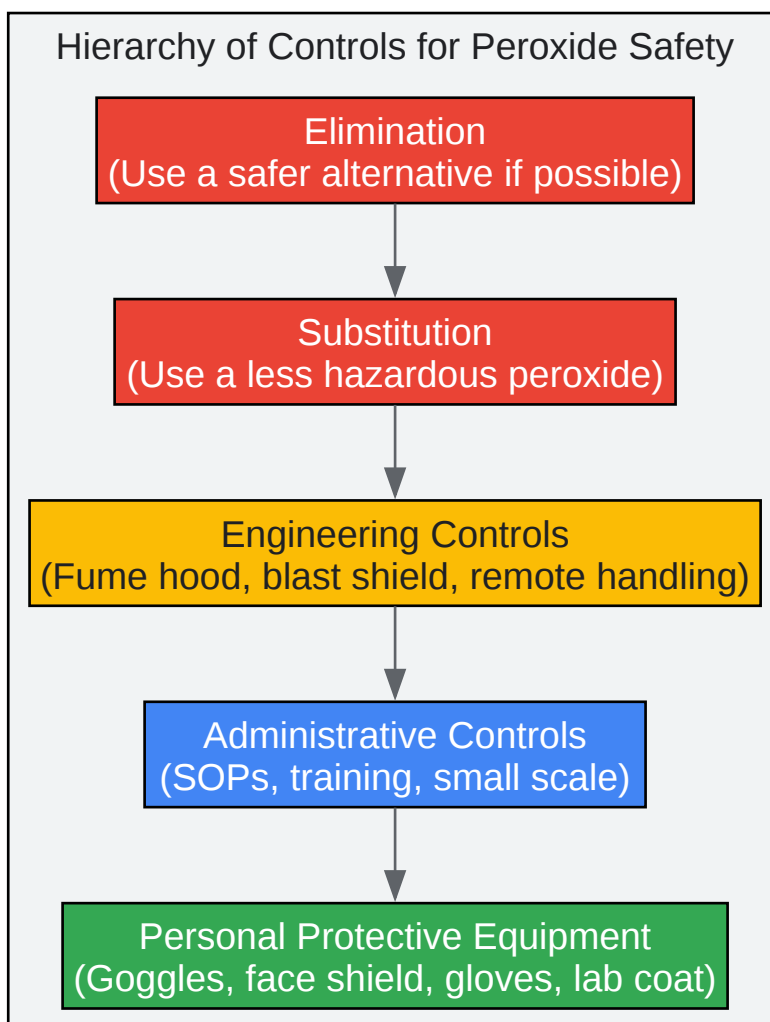 Hierarchy of Controls for Peroxide Safety
Elimination
(Use a safer alternative if possible)
Substitution
(Use a less hazardous peroxide)
Engineering Controls
(Fume hood, blast shield, remote handling)
Administrative Controls
(SOPs, training, small scale)
Personal Protective Equipment
(Goggles, face shield, gloves, lab coat)